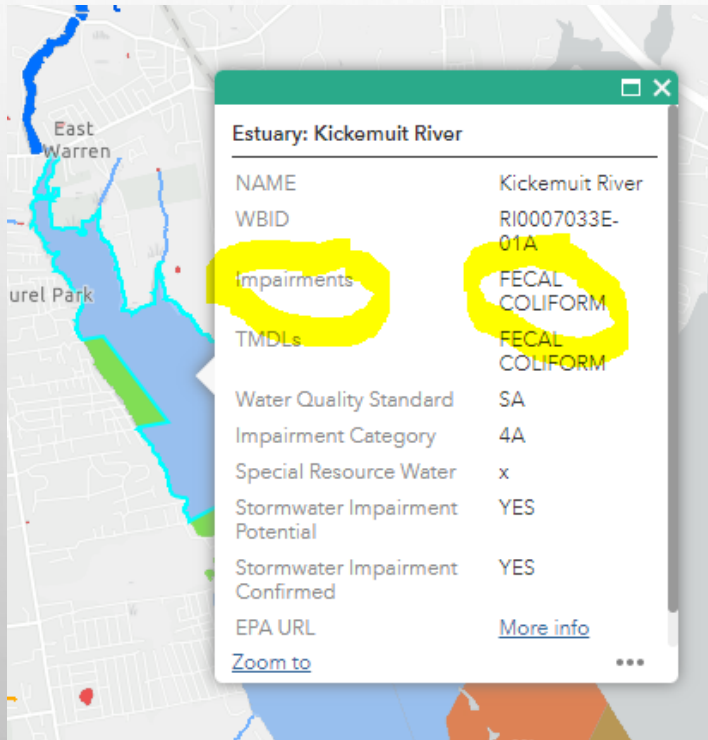 East
Warren
urel Park
Estuary: Kickemuit River
NAME Kickemuit River
WBID RI0007033E-
01A
Impairments FECAL
COLIFORM
TMDLs FECAL
COLIFORM
Water Quality Standard SA
Impairment Category 4A
Special Resource Water x
Stormwater Impairment YES
Potential
Stormwater Impairment YES
Confirmed
EPA URL More info
Zoom to